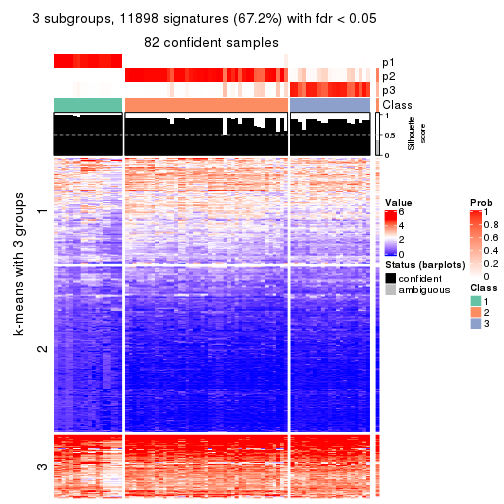 3 subgroups, 11898 signatures (67.2%) with fdr < 0.05
82 confident samples
p1
p2
p3
Class
1
0.5
0
Silhouette
score
k-means with 3 groups
1
2
3
Value
6
4
2
0
Status (barplots)
confident
ambiguous
Prob
1
0.8
0.6
0.4
0.2
0
Class
1
2
3